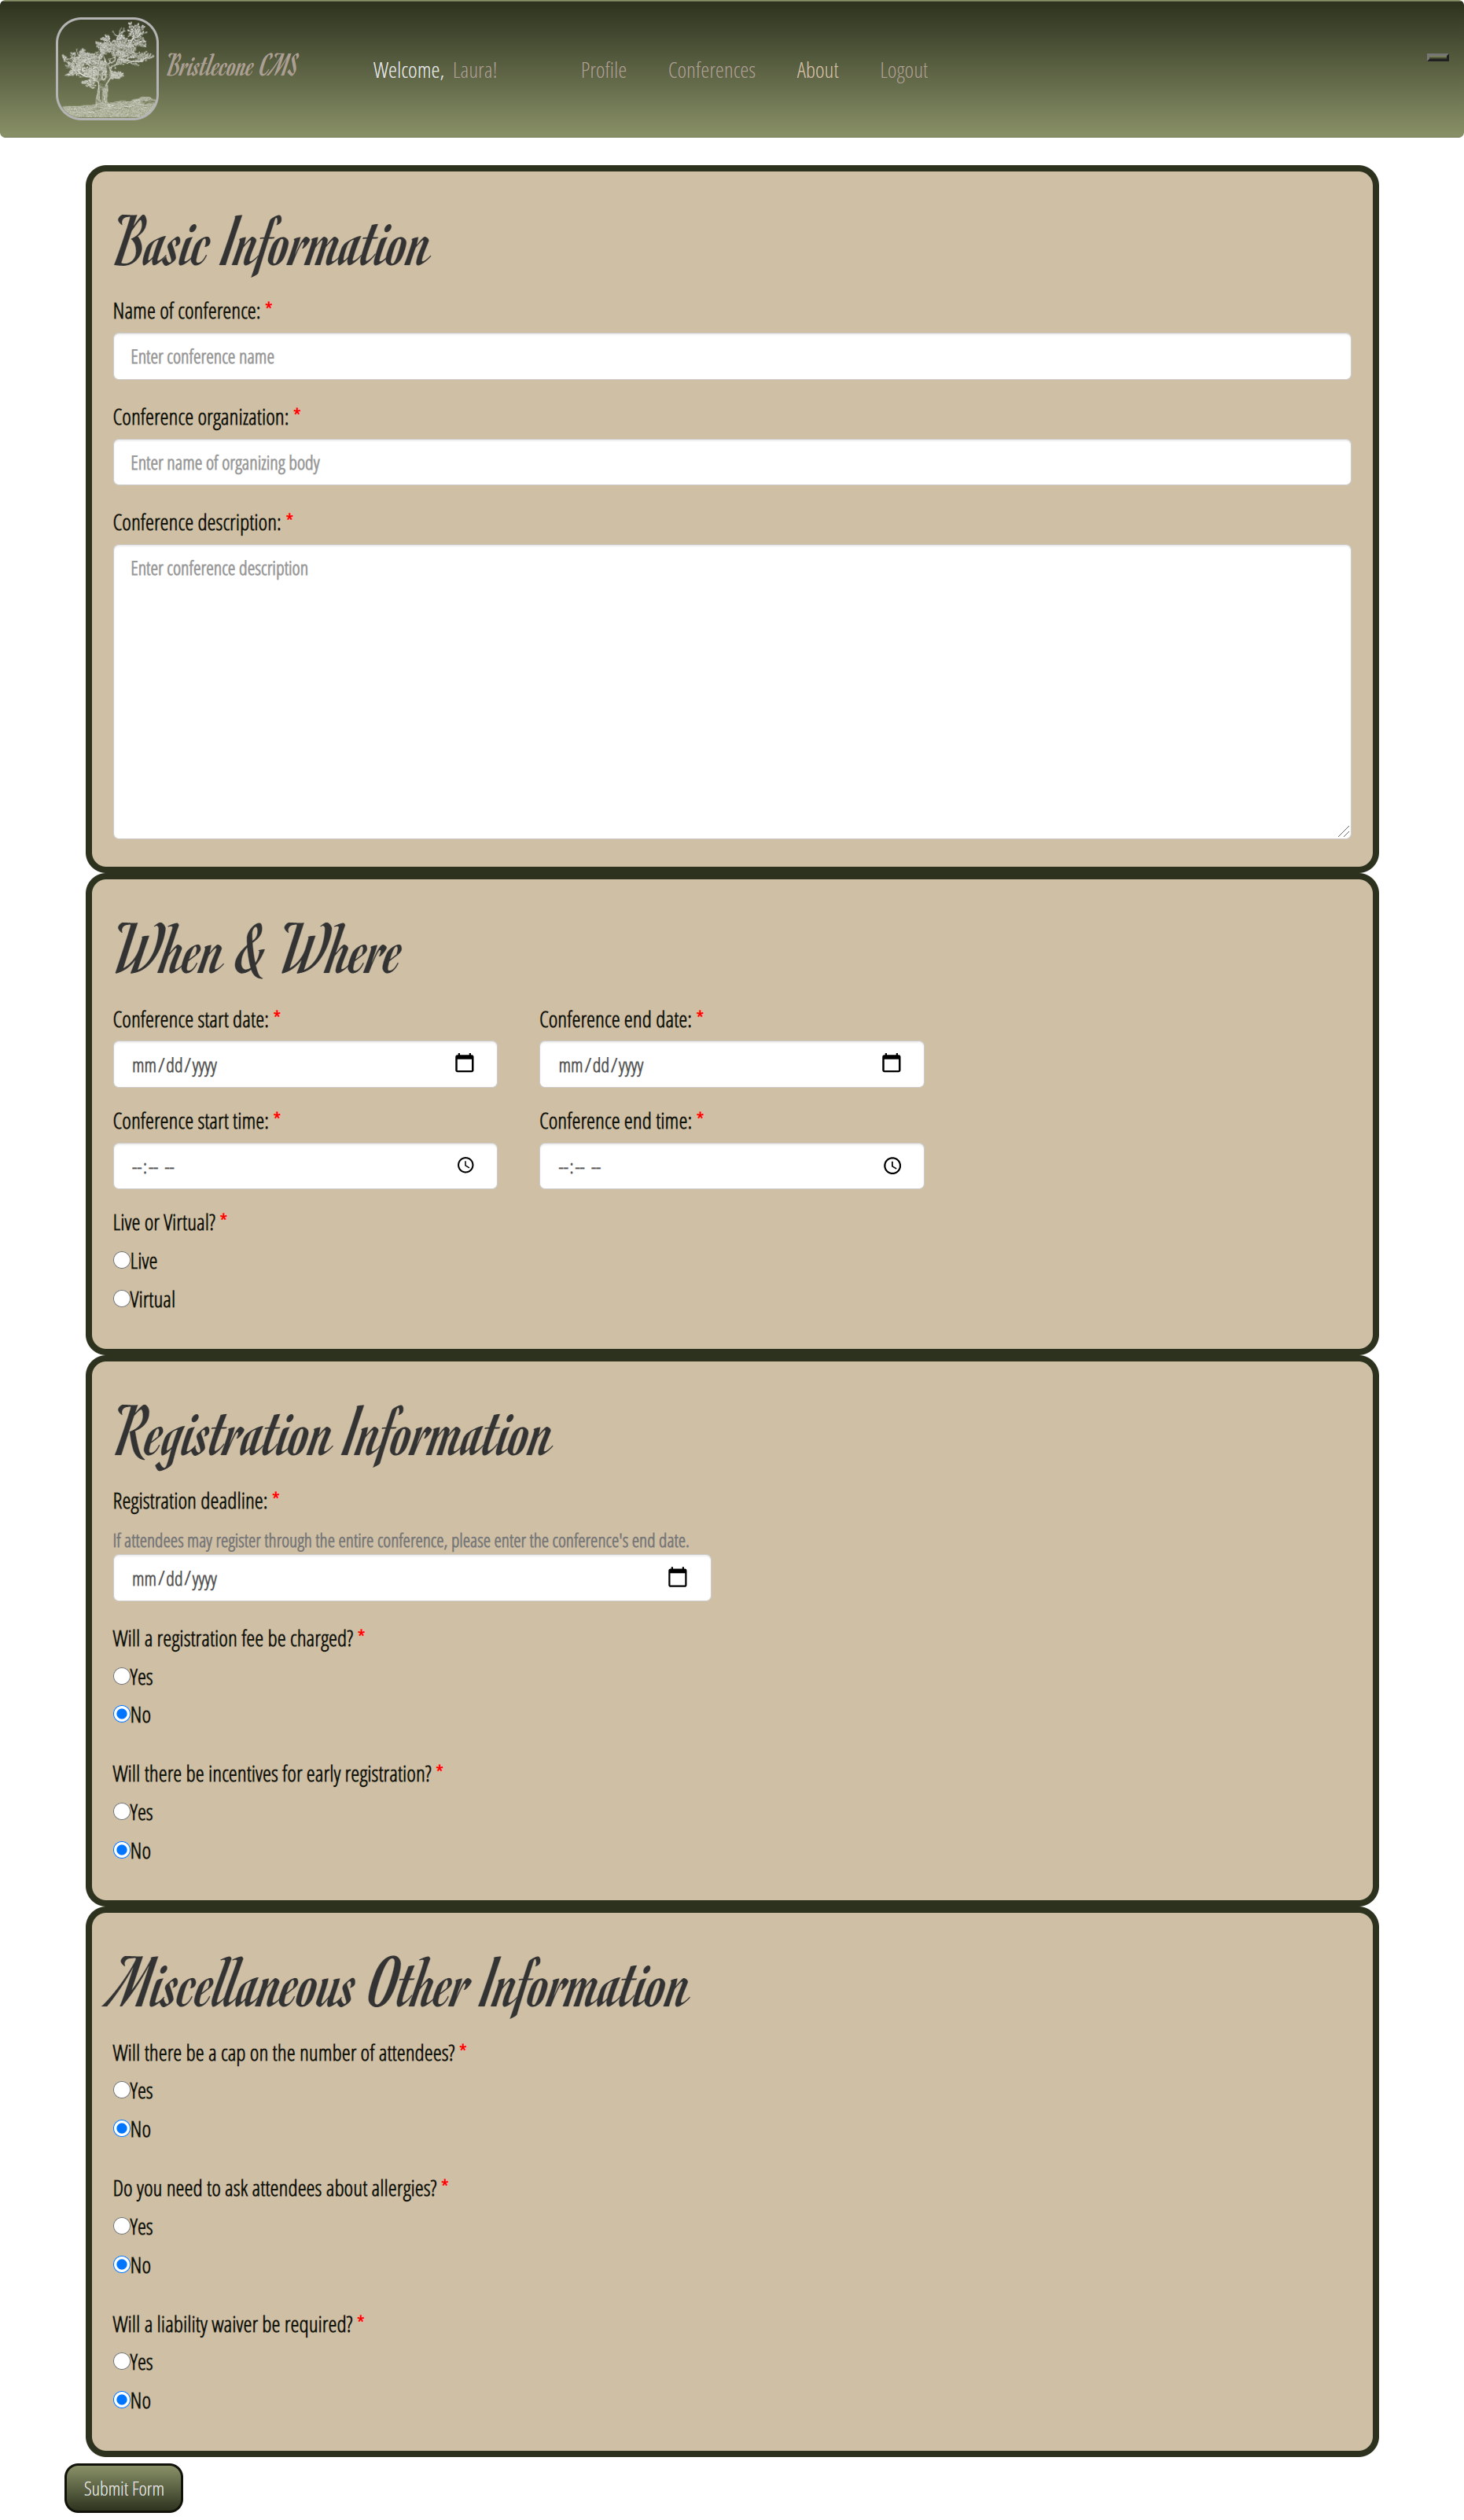 Bristlecone CMS
Welcome, Laura! Profile Conferences About Logout
Basic Information
Name of conference: *
Enter conference name
Conference organization: *
Enter name of organizing body
Conference description: *
Enter conference description
When & Where
Conference start date: * Conference end date: *
mm/dd/yyyy mm/dd/yyyy
Conference start time: * Conference end time: *
--:-- -- --:-- --
Live or Virtual? *
Live
Virtual
Registration Information
Registration deadline: *
If attendees may register through the entire conference, please enter the conference's end date.
mm/dd/yyyy
Will a registration fee be charged? *
Yes
No
Will there be incentives for early registration? *
Yes
No
Miscellaneous Other Information
Will there be a cap on the number of attendees? *
Yes
No
Do you need to ask attendees about allergies? *
Yes
No
Will a liability waiver be required? *
Yes
No
Submit Form